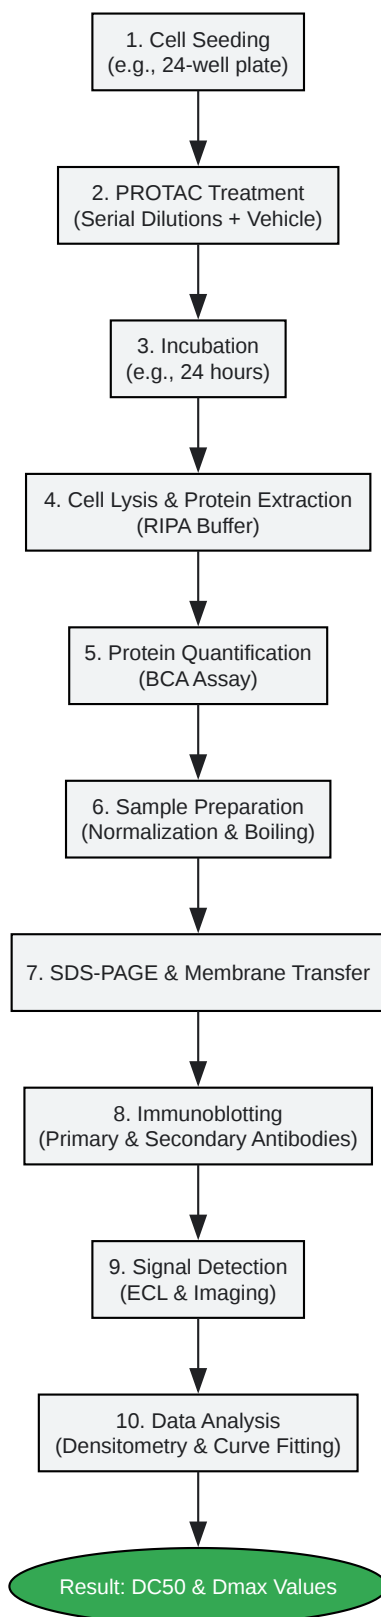 1. Cell Seeding
(e.g., 24-well plate)
2. PROTAC Treatment
(Serial Dilutions + Vehicle)
3. Incubation
(e.g., 24 hours)
4. Cell Lysis & Protein Extraction
(RIPA Buffer)
5. Protein Quantification
(BCA Assay)
6. Sample Preparation
(Normalization & Boiling)
7. SDS-PAGE & Membrane Transfer
8. Immunoblotting
(Primary & Secondary Antibodies)
9. Signal Detection
(ECL & Imaging)
10. Data Analysis
(Densitometry & Curve Fitting)
Result: DC50 & Dmax Values